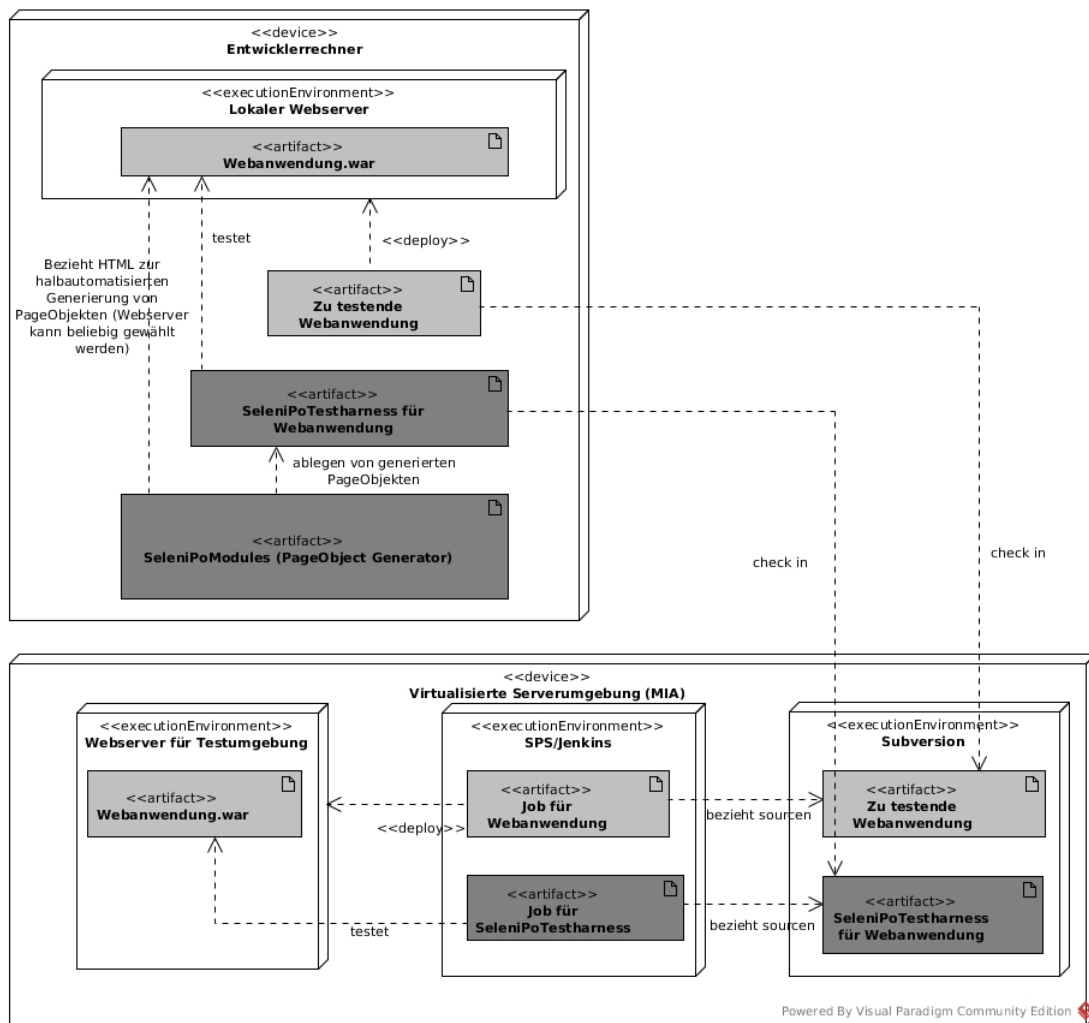 <<device>>
Entwicklerrechner
<<executionEnvironment>>
Lokaler Webserver
<<artifact>>
Webanwendung.war
testet
<<deploy>>
Bezieht HTML zur
halbautomatisierten
Generierung von
PageObjekten (Webserver
kann beliebig gewählt
werden)
<<artifact>>
Zu testende
Webanwendung
<<artifact>>
SeleniPoTestharness für
Webanwendung
ablegen von generierten
PageObjekten
<<artifact>>
SeleniPoModules (PageObject Generator)
check in
check in
<<device>>
Virtualisierte Serverumgebung (MIA)
<<executionEnvironment>>
Webserver für Testumgebung
<<artifact>>
Webanwendung.war
<<executionEnvironment>>
SPS/Jenkins
<<artifact>>
Job für
Webanwendung
<<deploy>>
<<artifact>>
Job für
SeleniPoTestharness
testet
bezieht sourcen
bezieht sourcen
<<executionEnvironment>>
Subversion
<<artifact>>
Zu testende
Webanwendung
<<artifact>>
SeleniPoTestharness
für Webanwendung
Powered By Visual Paradigm Community Edition